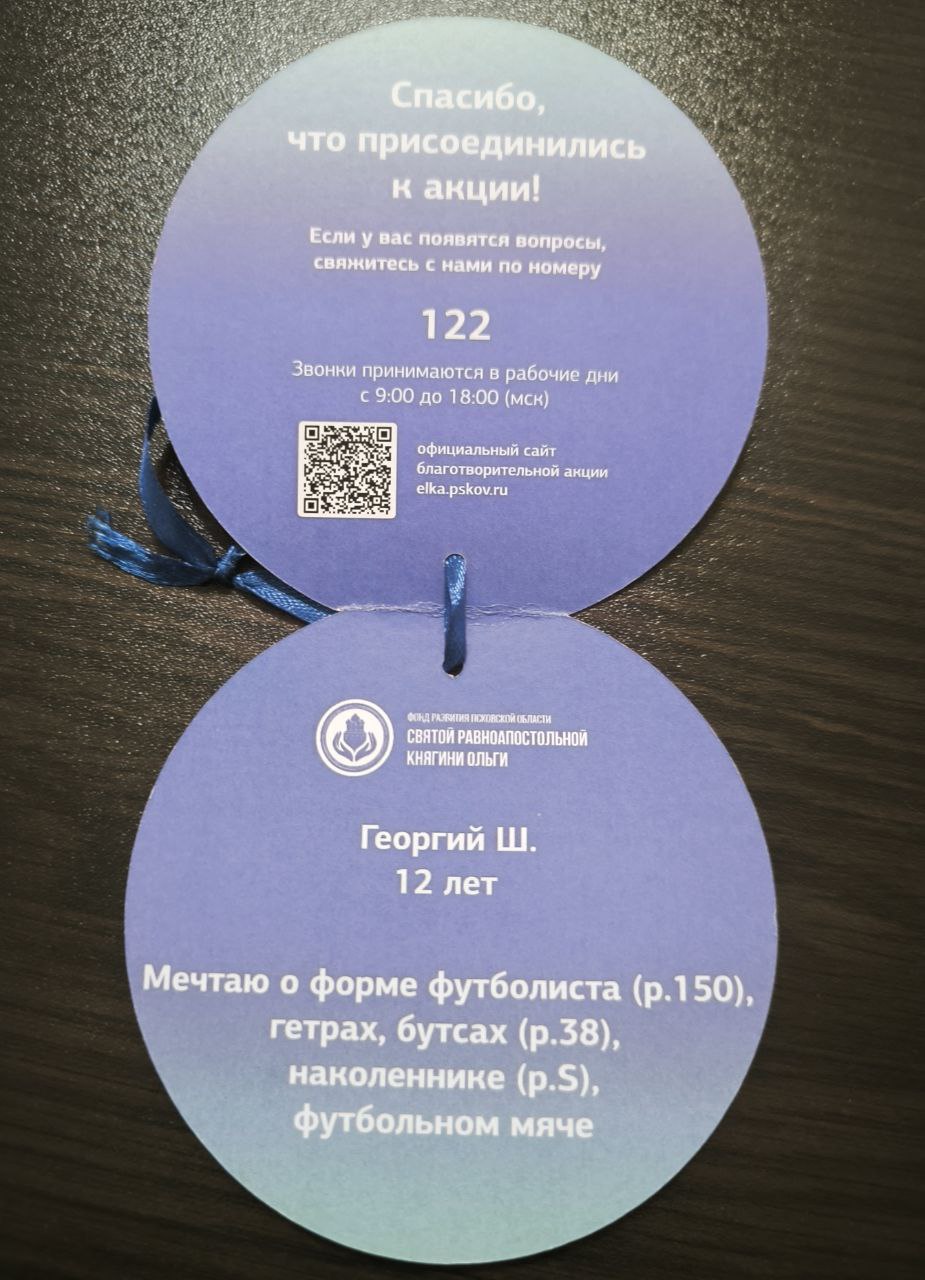 Спасибо,
что присоединились
к акции!
Если у вас появятся вопросы,
свяжитесь с нами по номеру
122
Звонки принимаются в рабочие дни
с 9:00 до 18:00 (мск)
официальный сайт
благотворительной акции
elka.pskov.ru
ФОНД РАЗВИТИЯ ПСКОВСКОЙ ОБЛАСТИ
СВЯТОЙ РАВНОАПОСТОЛЬНОЙ
КНЯГИНИ ОЛЬГИ
Георгий Ш.
12 лет
Мечтаю о форме футболиста (р.150),
гетрах, бутсах (р.38),
наколеннике (р.S),
футбольном мяче